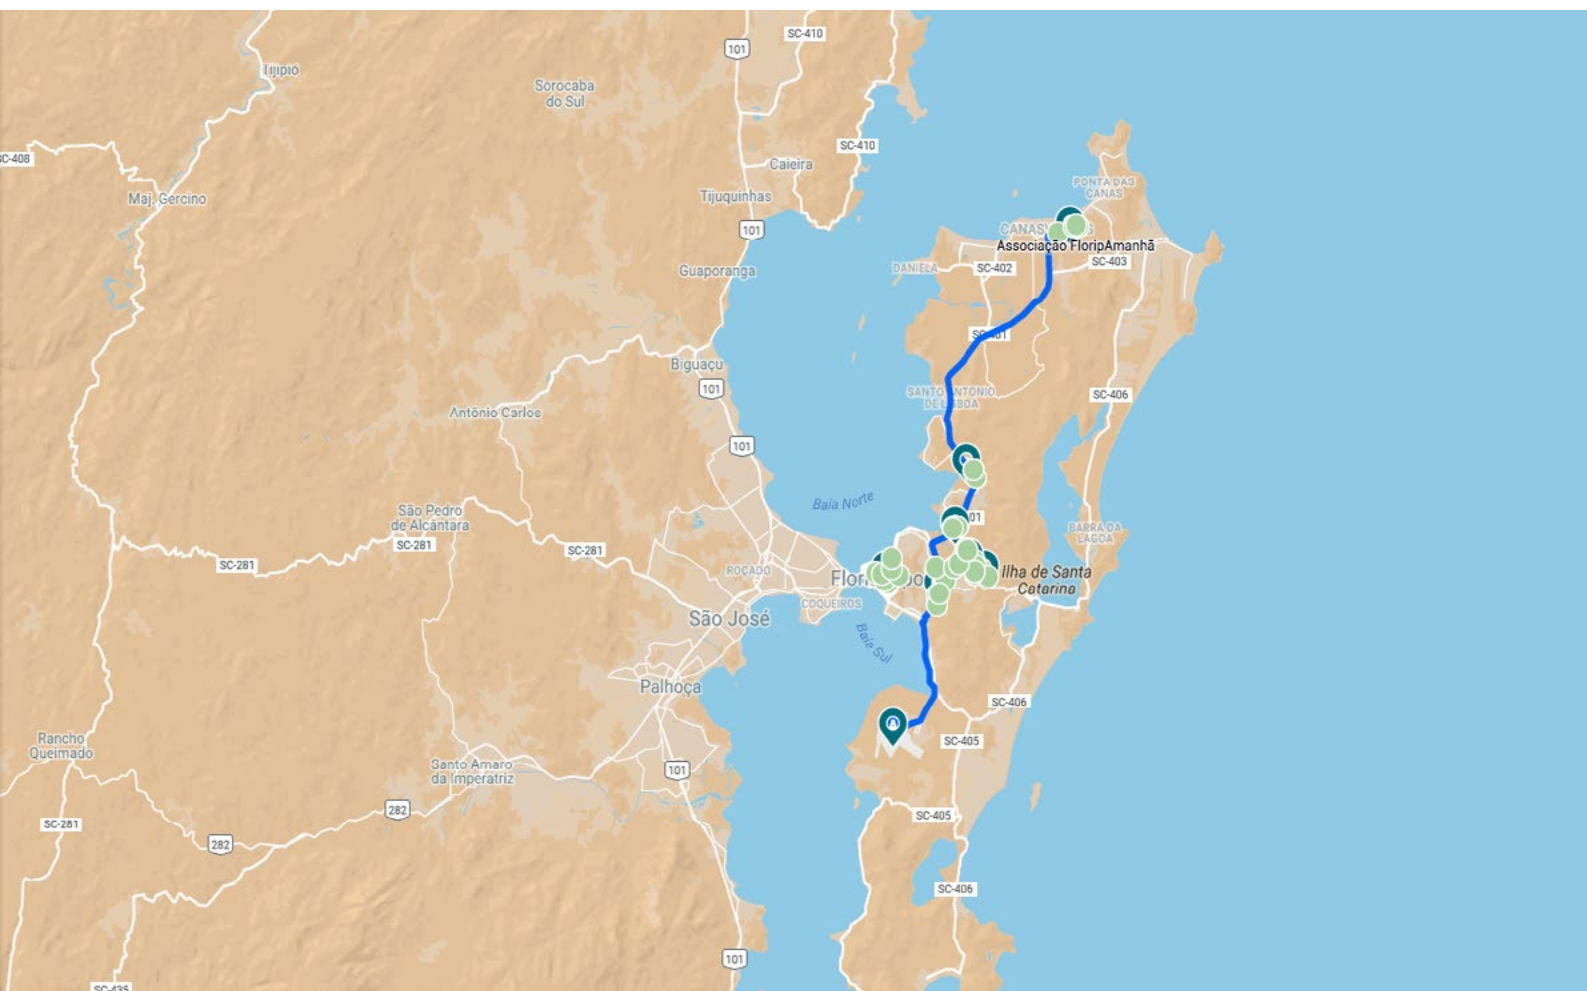 SC-410
101
Tijipió
Sorocaba
do Sul
SC-410
SC-408
Caieira
PONTA DAS
CANAS
Maj. Gercino
Tijuquinhas
101
Associação FloripAmanhã
DANIELA
SC-402
SC-403
Guaporanga
SC-401
Biguaçu
101
SANTO ANTONIO
DE LISBOA
SC-406
Antônio Carlos
101
Baía Norte
São Pedro
de Alcântara
SC-281
BARRA DA
LAGOA
SC-281
SC-281
ROÇADO
Ilha de Santa
Catarina
COQUEIROS
São José
Baía Sul
Palhoça
SC-406
A
Rancho
Queimado
SC-405
Santo Amaro
da Imperatriz
101
282
SC-405
SC-281
282
SC-406
101
SC-435